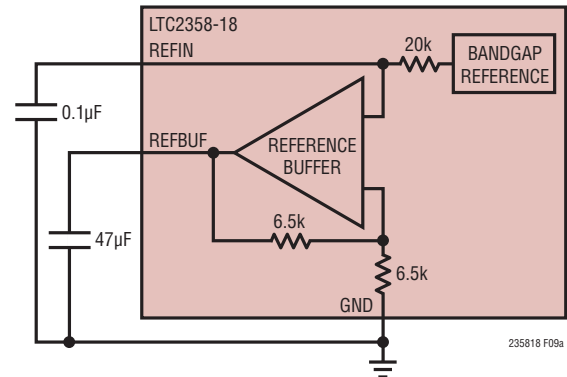 LTC2358-18
REFIN
20k
BANDGAP
REFERENCE
0.1µF
REFBUF
REFERENCE
BUFFER
6.5k
47µF
6.5k
GND
235818 F09a